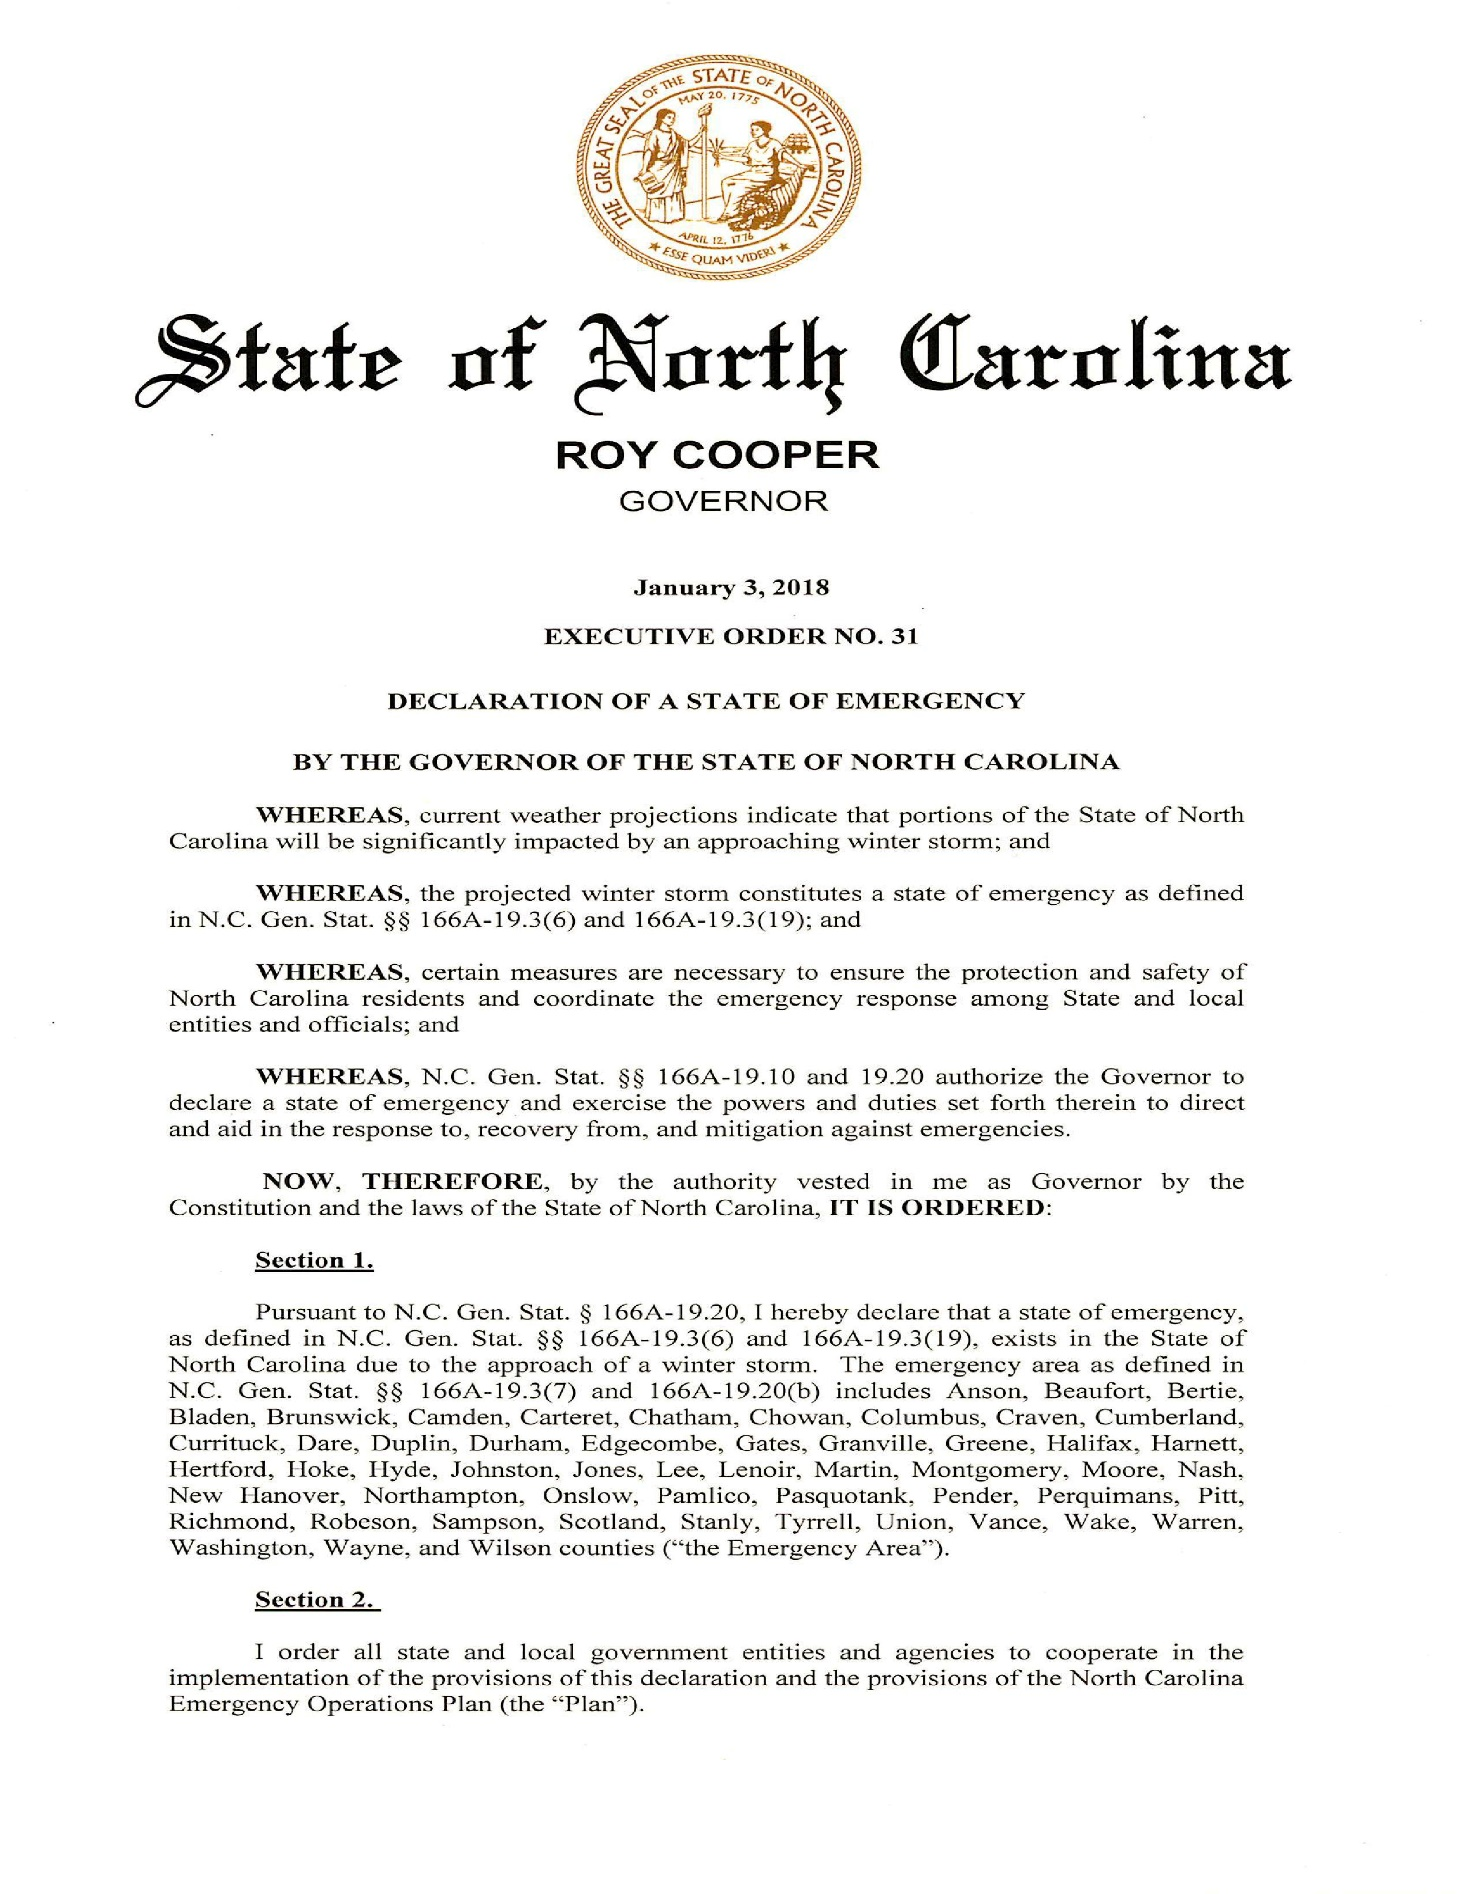 THE GREAT SEAL OF THE STATE OF NORTH CAROLINA
MAY 20, 1775
APRIL 12, 1776
★ ESSE QUAM VIDERI ★
State of North Carolina
ROY COOPER
GOVERNOR
January 3, 2018
EXECUTIVE ORDER NO. 31
DECLARATION OF A STATE OF EMERGENCY
BY THE GOVERNOR OF THE STATE OF NORTH CAROLINA
WHEREAS, current weather projections indicate that portions of the State of North
Carolina will be significantly impacted by an approaching winter storm; and
WHEREAS, the projected winter storm constitutes a state of emergency as defined
in N.C. Gen. Stat. §§ 166A-19.3(6) and 166A-19.3(19); and
WHEREAS, certain measures are necessary to ensure the protection and safety of
North Carolina residents and coordinate the emergency response among State and local
entities and officials; and
WHEREAS, N.C. Gen. Stat. §§ 166A-19.10 and 19.20 authorize the Governor to
declare a state of emergency and exercise the powers and duties set forth therein to direct
and aid in the response to, recovery from, and mitigation against emergencies.
NOW, THEREFORE, by the authority vested in me as Governor by the
Constitution and the laws of the State of North Carolina, IT IS ORDERED:
Section 1.
Pursuant to N.C. Gen. Stat. § 166A-19.20, I hereby declare that a state of emergency,
as defined in N.C. Gen. Stat. §§ 166A-19.3(6) and 166A-19.3(19), exists in the State of
North Carolina due to the approach of a winter storm. The emergency area as defined in
N.C. Gen. Stat. §§ 166A-19.3(7) and 166A-19.20(b) includes Anson, Beaufort, Bertie,
Bladen, Brunswick, Camden, Carteret, Chatham, Chowan, Columbus, Craven, Cumberland,
Currituck, Dare, Duplin, Durham, Edgecombe, Gates, Granville, Greene, Halifax, Harnett,
Hertford, Hoke, Hyde, Johnston, Jones, Lee, Lenoir, Martin, Montgomery, Moore, Nash,
New Hanover, Northampton, Onslow, Pamlico, Pasquotank, Pender, Perquimans, Pitt,
Richmond, Robeson, Sampson, Scotland, Stanly, Tyrrell, Union, Vance, Wake, Warren,
Washington, Wayne, and Wilson counties (“the Emergency Area”).
Section 2.
I order all state and local government entities and agencies to cooperate in the
implementation of the provisions of this declaration and the provisions of the North Carolina
Emergency Operations Plan (the “Plan”).